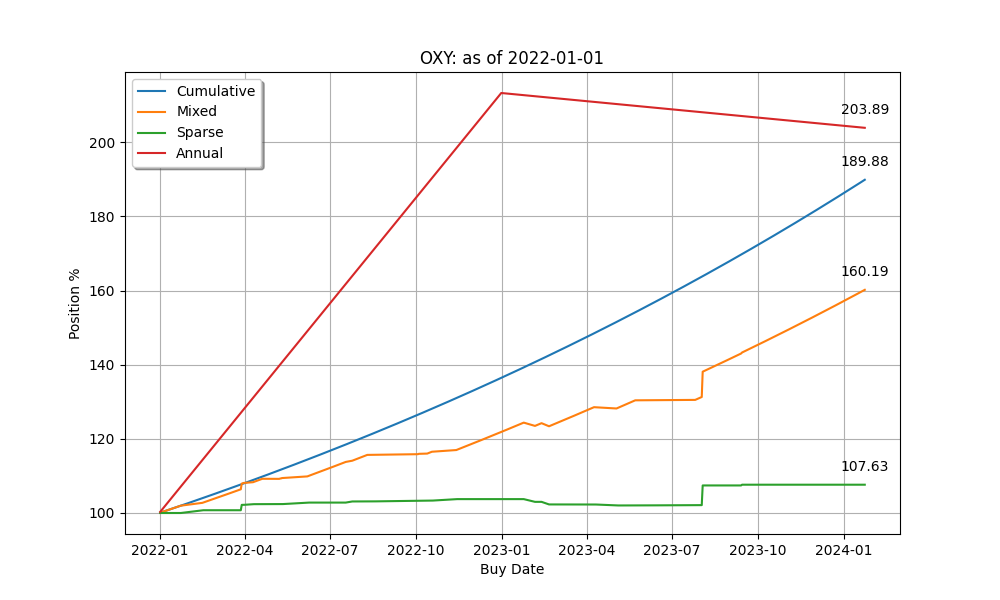 OXY: as of 2022-01-01
Cumulative
Mixed
Sparse
Annual
203.89
189.88
160.19
107.63
200
180
160
140
120
100
Position %
2022-01 2022-04 2022-07 2022-10 2023-01 2023-04 2023-07 2023-10 2024-01
Buy Date